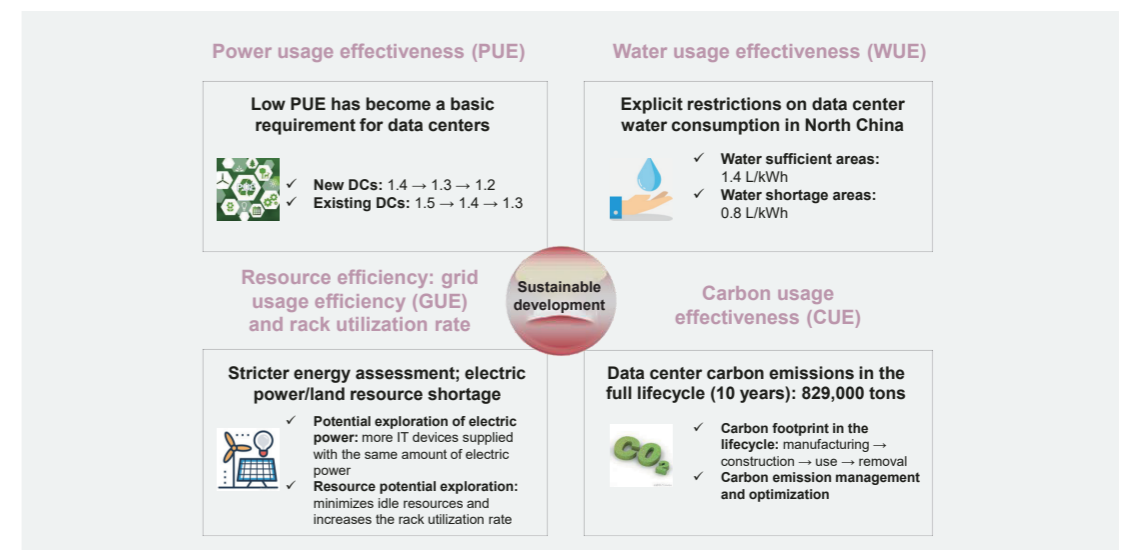 Power usage effectiveness (PUE)
Low PUE has become a basic
requirement for data centers
✓ New DCs: 1.4 → 1.3 → 1.2
✓ Existing DCs: 1.5 → 1.4 → 1.3
Water usage effectiveness (WUE)
Explicit restrictions on data center
water consumption in North China
✓ Water sufficient areas:
1.4 L/kWh
✓ Water shortage areas:
0.8 L/kWh
Sustainable
development
Resource efficiency: grid
usage efficiency (GUE)
and rack utilization rate
Stricter energy assessment; electric
power/land resource shortage
✓ Potential exploration of electric
power: more IT devices supplied
with the same amount of electric
power
✓ Resource potential exploration:
minimizes idle resources and
increases the rack utilization rate
Carbon usage
effectiveness (CUE)
Data center carbon emissions in the
full lifecycle (10 years): 829,000 tons
CO2
✓ Carbon footprint in the
lifecycle: manufacturing →
construction → use → removal
✓ Carbon emission management
and optimization